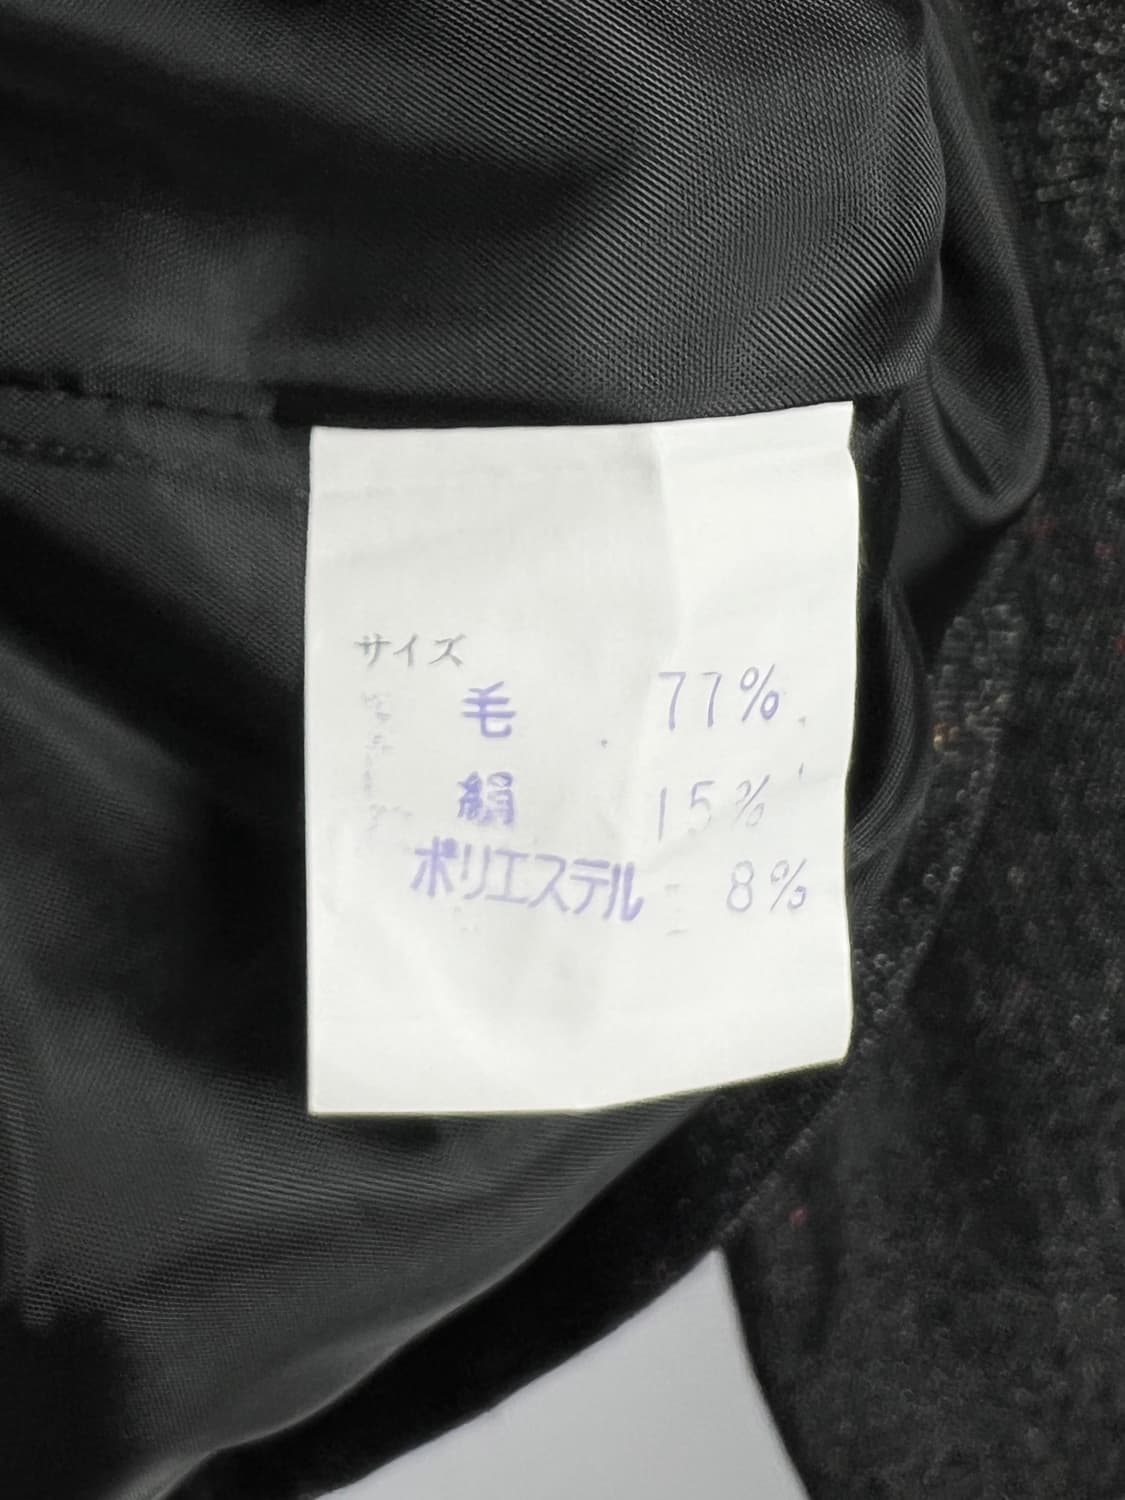 サイズ
毛 77%
絹 15%
ポリエステル 8%